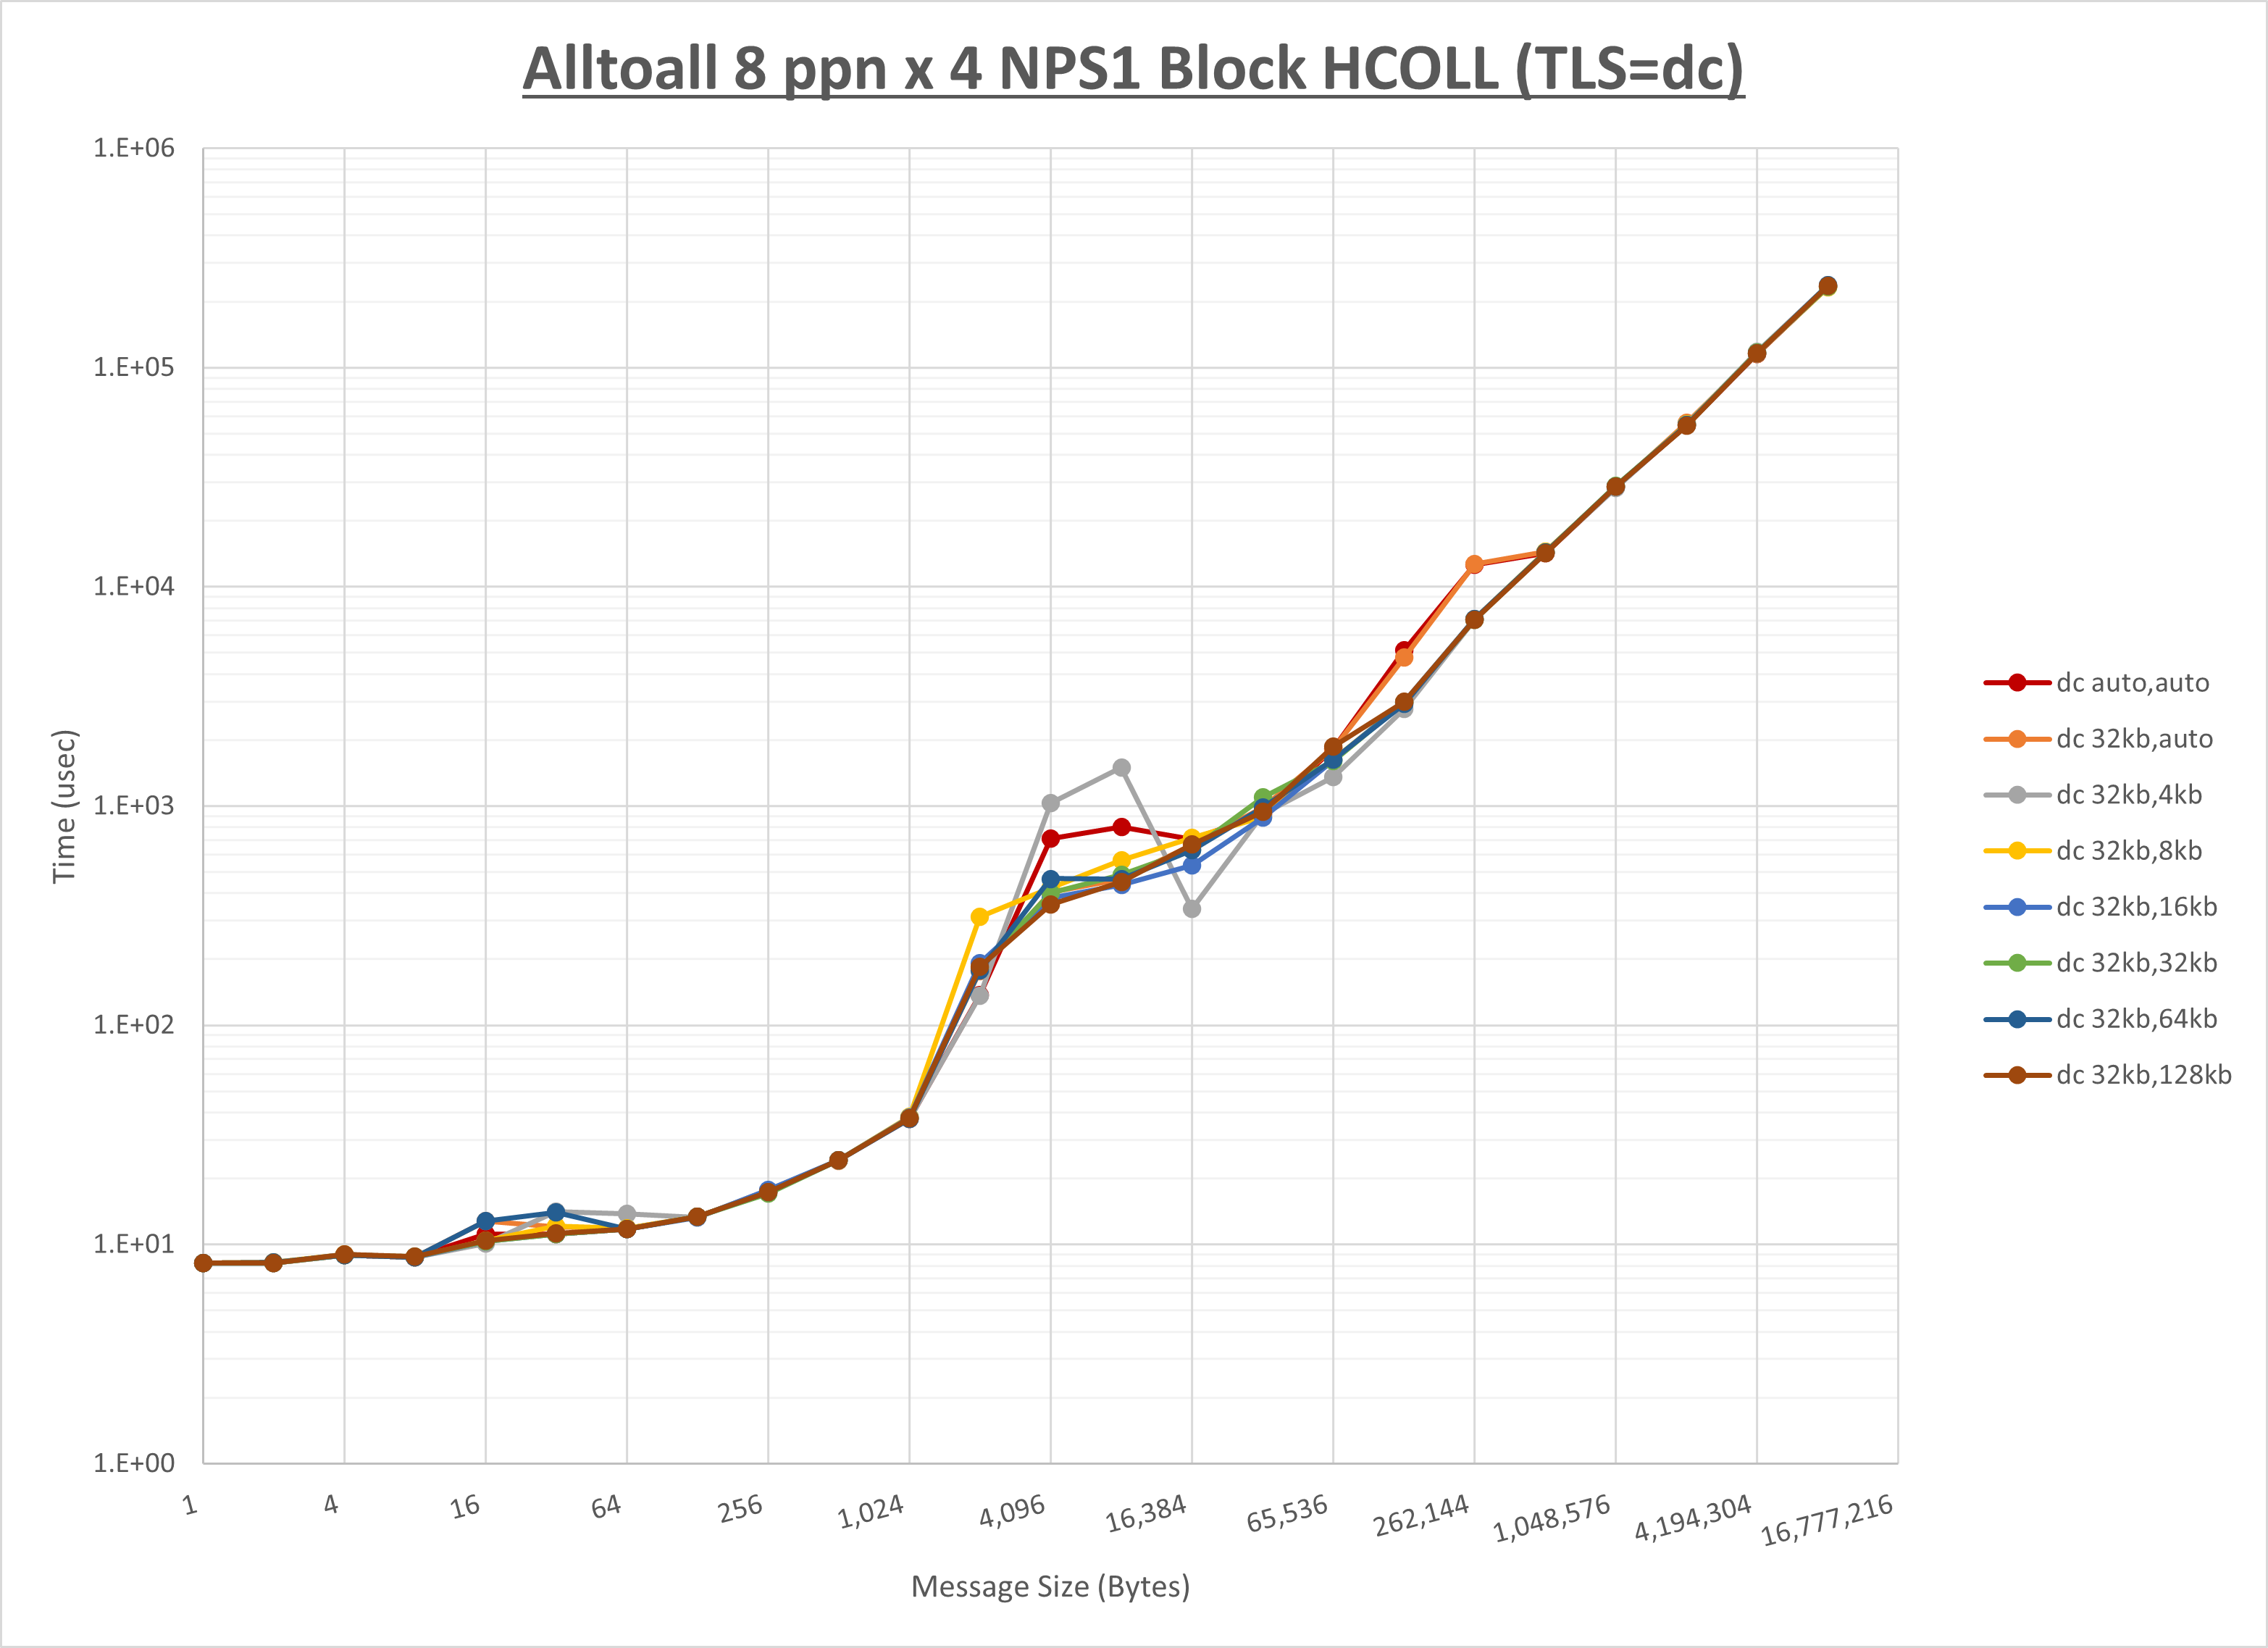 Alltoall 8 ppn x 4 NPS1 Block HCOLL (TLS=dc)
1.E+06
1.E+05
1.E+04
1.E+03
1.E+02
1.E+01
1.E+00
Time (usec)
1
4
16
64
256
1,024
4,096
16,384
65,536
262,144
1,048,576
4,194,304
16,777,216
Message Size (Bytes)
dc auto,auto
dc 32kb,auto
dc 32kb,4kb
dc 32kb,8kb
dc 32kb,16kb
dc 32kb,32kb
dc 32kb,64kb
dc 32kb,128kb